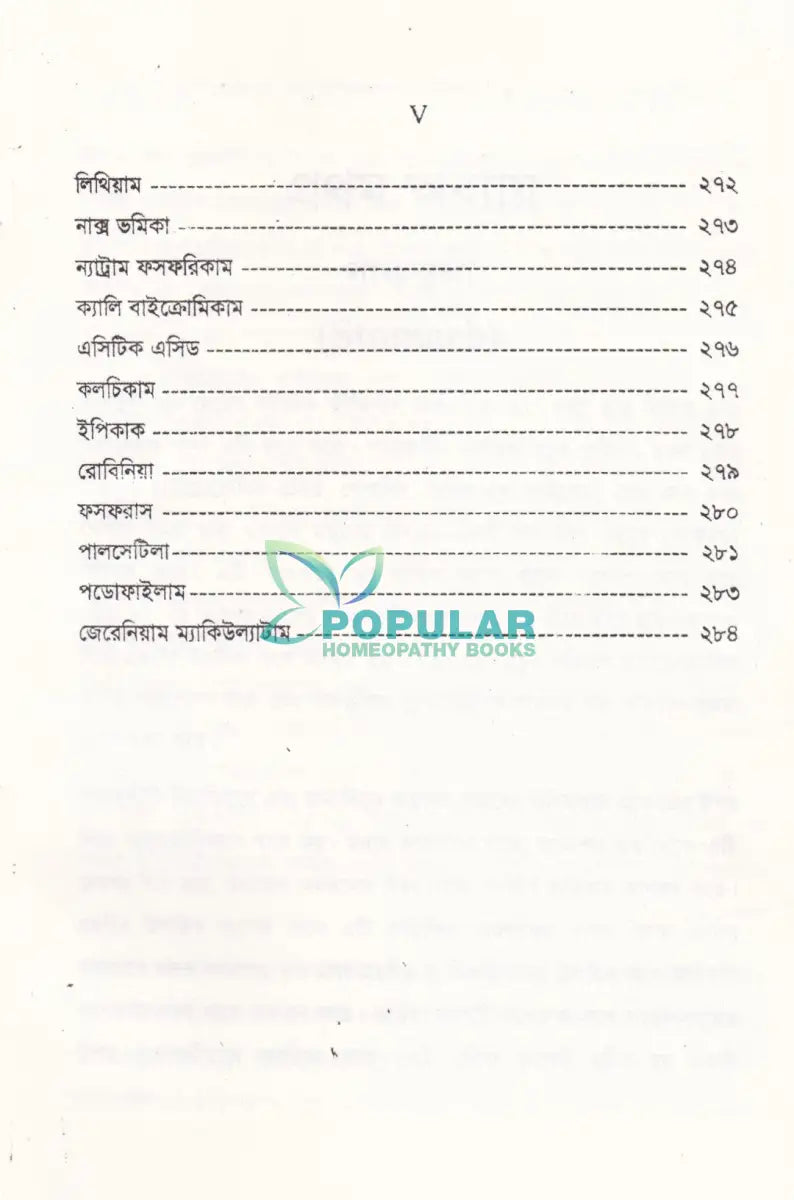 V
লিথিয়াম ---------------------------------------------------------------- ২৭২
নাক্স ভমিকা ------------------------------------------------------------- ২৭৩
ন্যাট্রাম ফসফরিকাম ----------------------------------------------------- ২৭৪
ক্যালি বাইক্রোমিকাম ---------------------------------------------------- ২৭৫
এসিটিক এসিড ---------------------------------------------------------- ২৭৬
কলচিকাম --------------------------------------------------------------- ২৭৭
ইপিকাক ---------------------------------------------------------------- ২৭৮
রোবিনিয়া --------------------------------------------------------------- ২৭৯
ফসফরাস ---------------------------------------------------------------- ২৮০
পালসেটিলা-------------------------------------------------------------- ২৮১
পডোফাইলাম------------------------------------------------------------ ২৮৩
জেরেনিয়াম ম্যাকিউল্যাটাম ----------------------------------------------- ২৮৪
POPULAR
HOMEOPATHY BOOKS